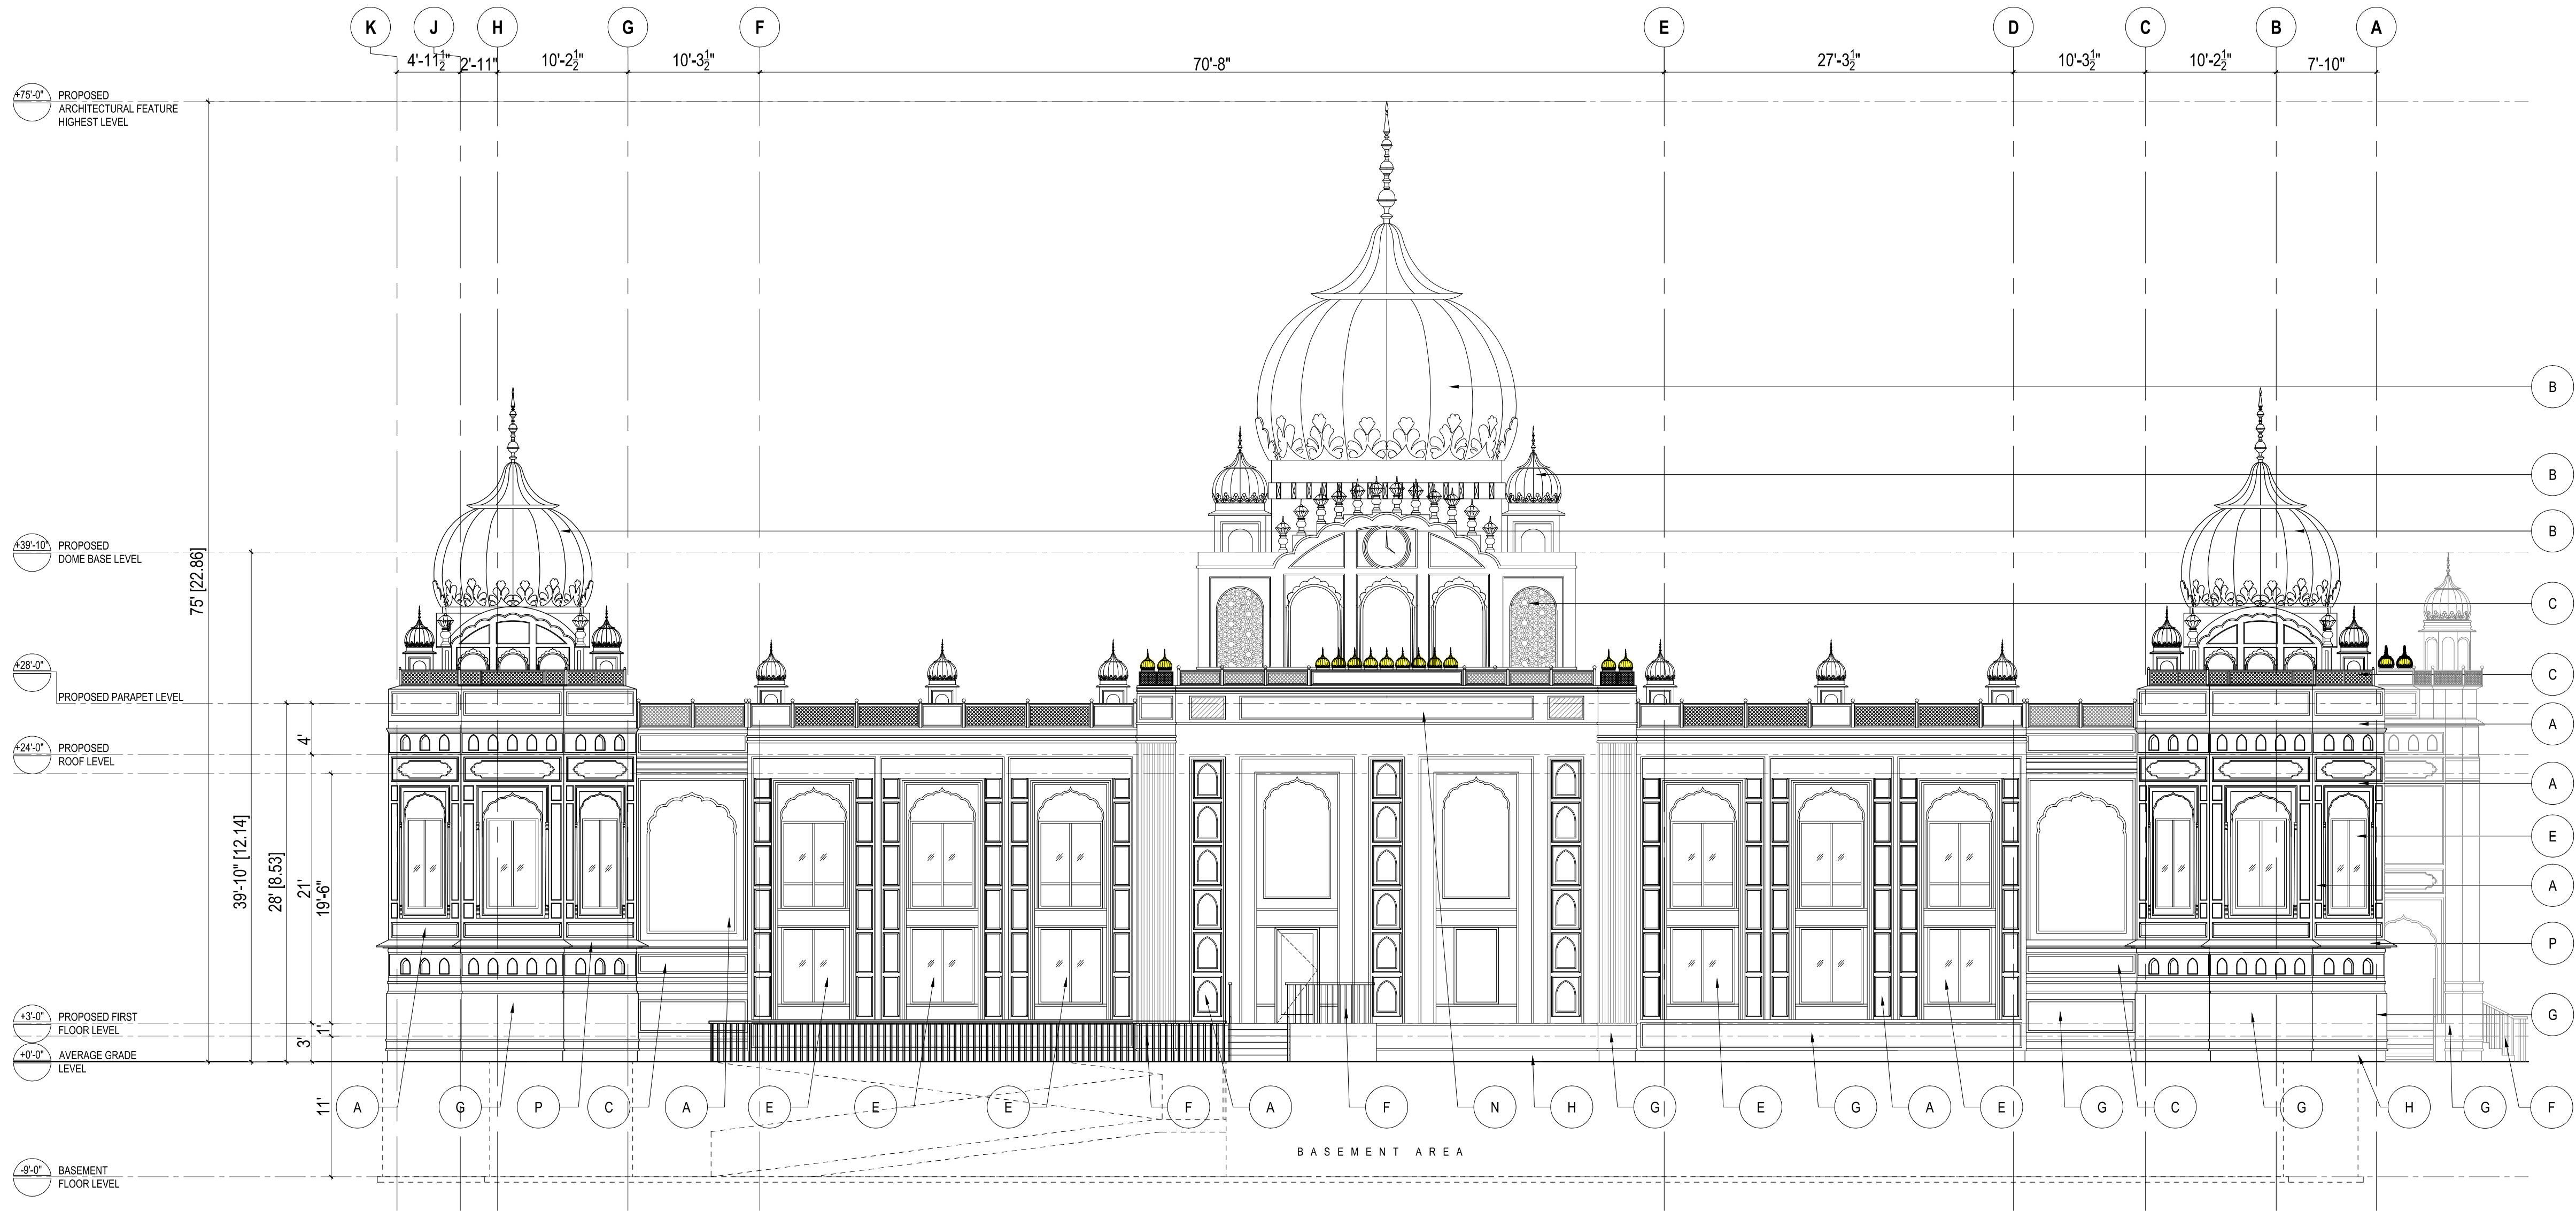 K J H G F E D C B A
4'-11½" 2'-11" 10'-2½" 10'-3½" 70'-8" 27'-3½" 10'-3½" 10'-2½" 7'-10"
+75'-0" PROPOSED
ARCHITECTURAL FEATURE
HIGHEST LEVEL
B
B
B
+39'-10" PROPOSED
DOME BASE LEVEL
75' [22.86]
C
+28'-0"
PROPOSED PARAPET LEVEL
C
A
4'
+24'-0" PROPOSED
ROOF LEVEL
A
E
39'-10" [12.14]
28' [8.53]
21'
19'-6"
A
P
+3'-0" PROPOSED FIRST
FLOOR LEVEL
G
1'
3'
+0'-0" AVERAGE GRADE
LEVEL
11'
A G P C A E E E F A F N H G E G A E G C G H G F
BASEMENT AREA
-9'-0" BASEMENT
FLOOR LEVEL